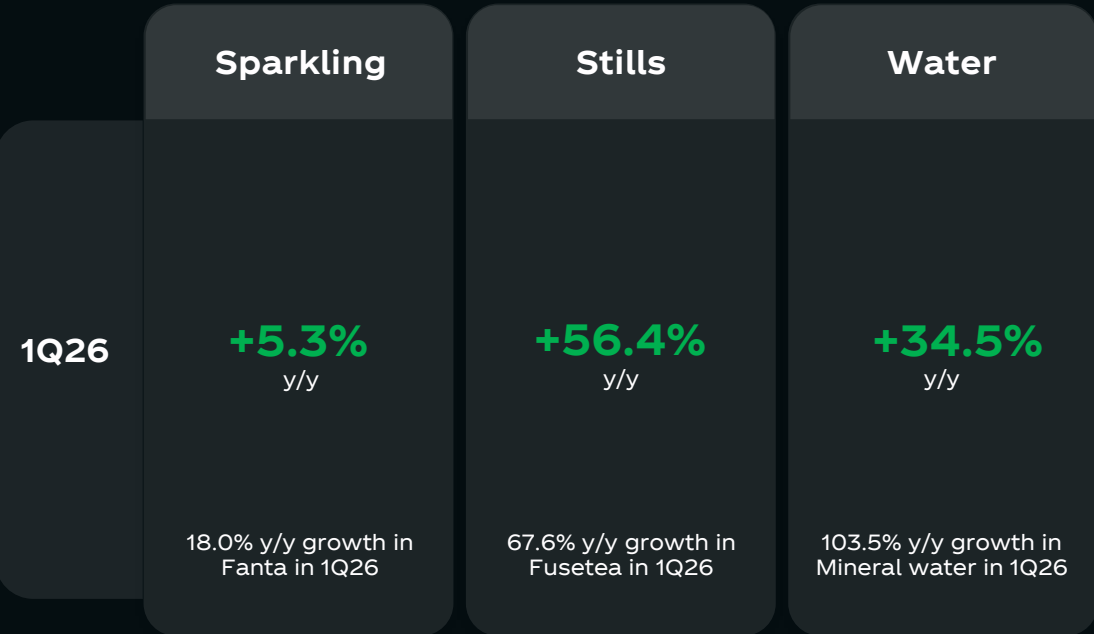 Sparkling
Stills
Water
1Q26
+5.3%
y/y
+56.4%
y/y
+34.5%
y/y
18.0% y/y growth in
Fanta in 1Q26
67.6% y/y growth in
Fusetea in 1Q26
103.5% y/y growth in
Mineral water in 1Q26